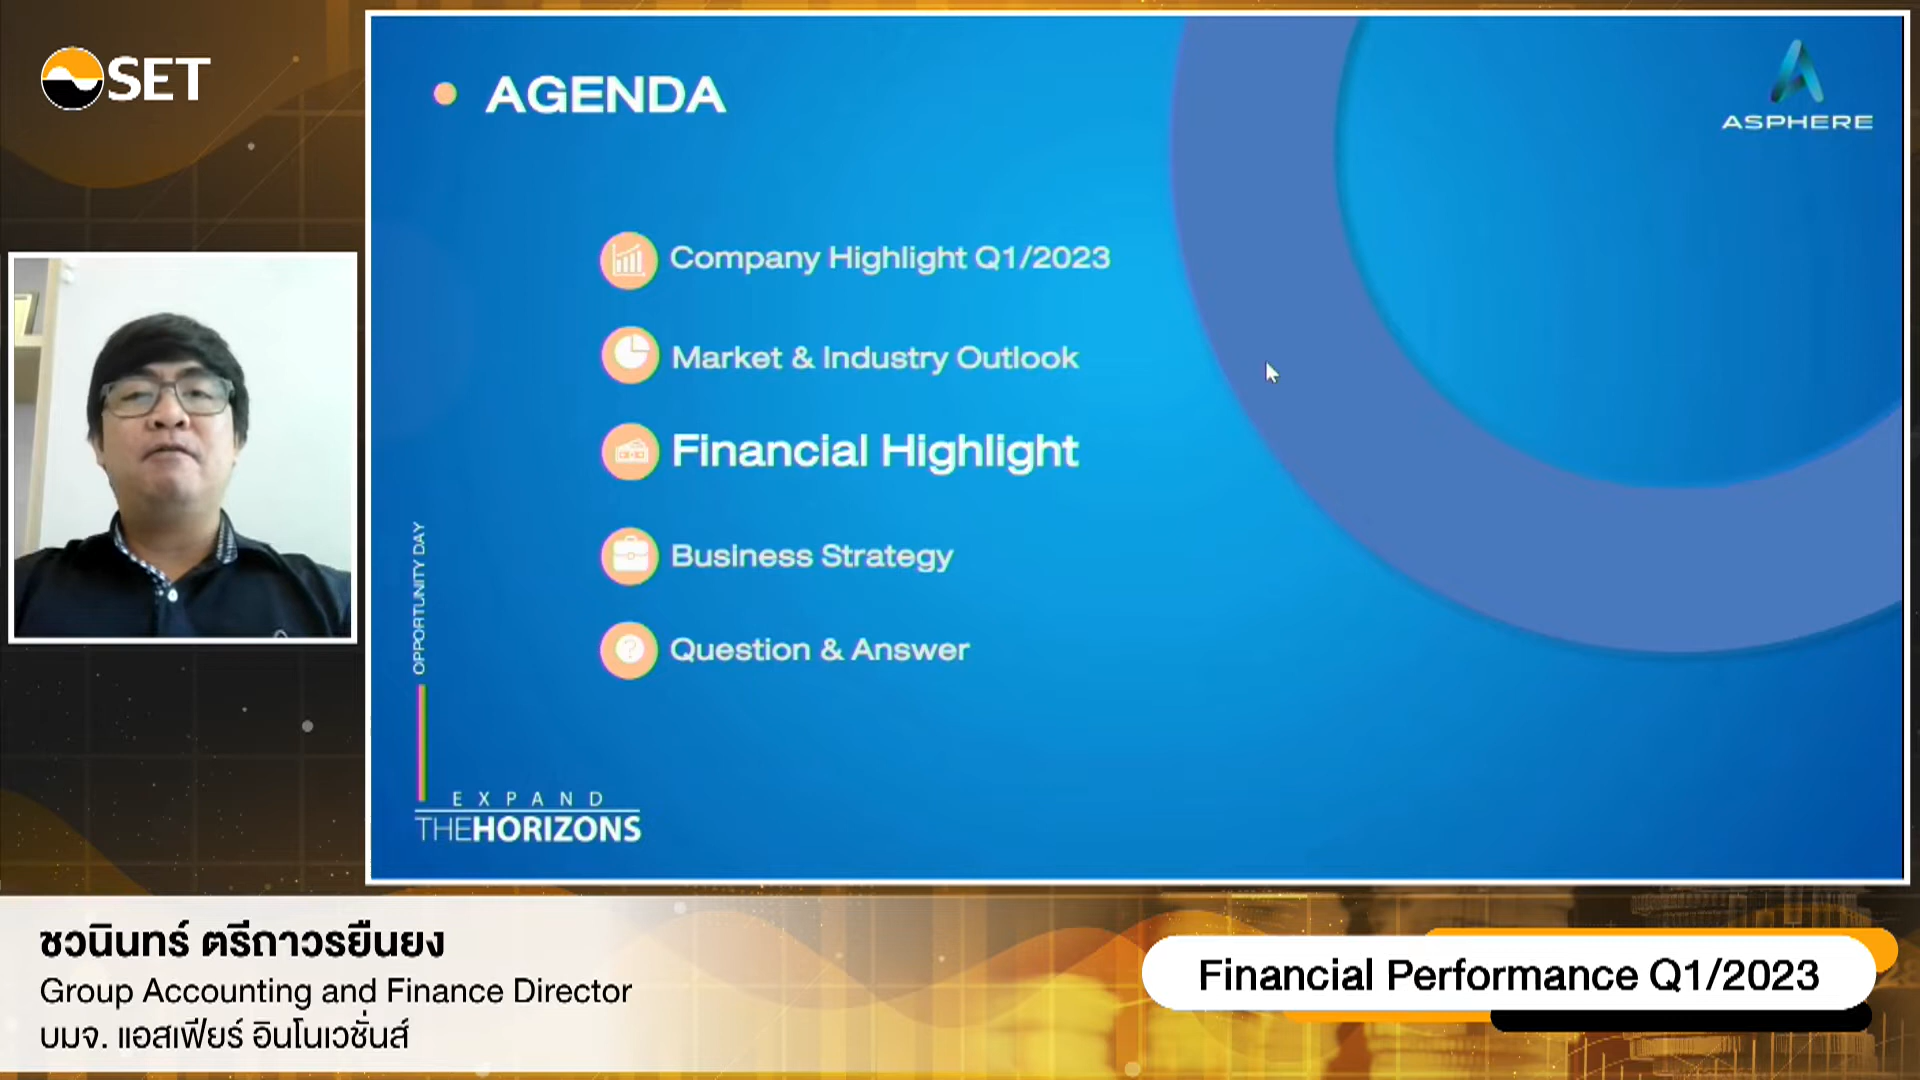 SET
AGENDA
ASPHERE
Company Highlight Q1/2023
Market & Industry Outlook
Financial Highlight
Business Strategy
Question & Answer
OPPORTUNITY DAY
EXPAND
THEHORIZONS
ชวนินทร์ ตรีถาวรยืนยง
Group Accounting and Finance Director
บมจ. แอสเฟียร์ อินโนเวชั่นส์
Financial Performance Q1/2023